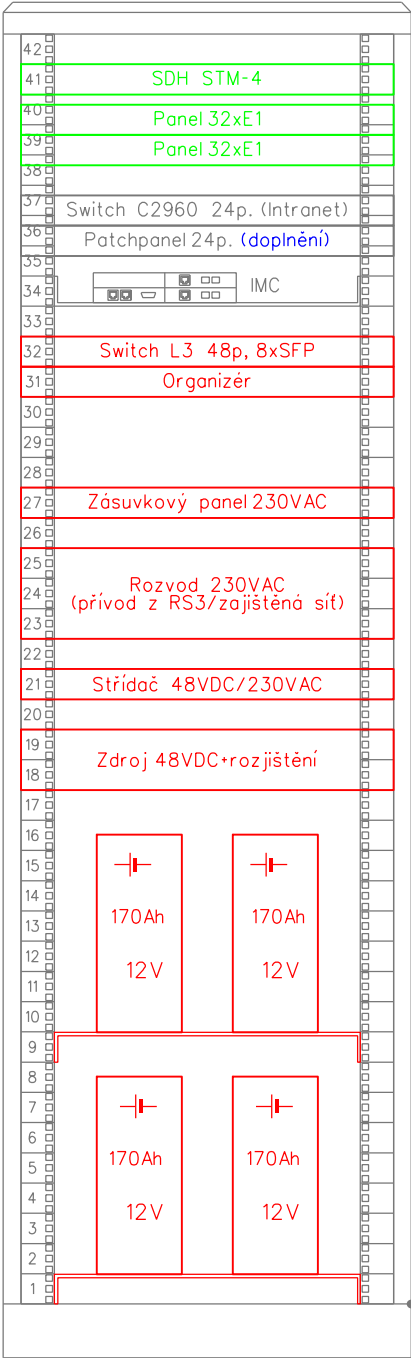 42
41 SDH STM-4
40 Panel 32xE1
39 Panel 32xE1
38
37 Switch C2960 24p. (Intranet)
36 Patchpanel 24p. (doplnění)
35
34 IMC
33
32 Switch L3 48p, 8xSFP
31 Organizér
30
29
28
27 Zásuvkový panel 230VAC
26
25
24 Rozvod 230VAC
(přívod z RS3/zajištěná síť)
23
22
21 Střídač 48VDC/230VAC
20
19
Zdroj 48VDC+rozjištění
18
17
16
15
14
13 170Ah 170Ah
12
12V 12V
11
10
9
8
7
6
5 170Ah 170Ah
4
12V 12V
3
2
1